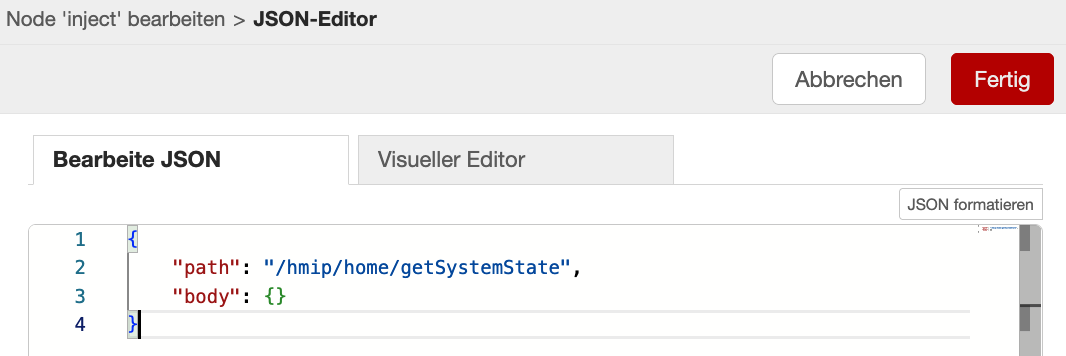 Node 'inject' bearbeiten > JSON-Editor
Abbrechen Fertig
Bearbeite JSON Visueller Editor
JSON formatieren
1 {
2 "path": "/hmip/home/getSystemState",
3 "body": {}
4 }